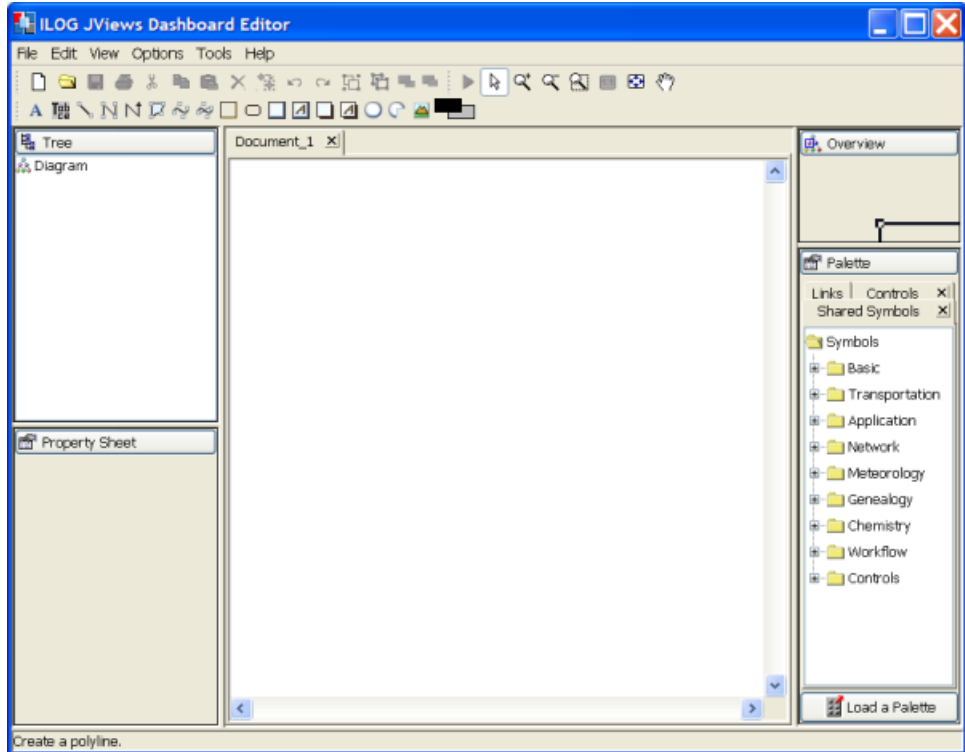 ILOG JViews Dashboard Editor
File Edit View Options Tools Help
Tree
Diagram
Property Sheet
Document_1
Overview
Palette
Links Controls
Shared Symbols
Symbols
Basic
Transportation
Application
Network
Meteorology
Genealogy
Chemistry
Workflow
Controls
Load a Palette
Create a polyline.